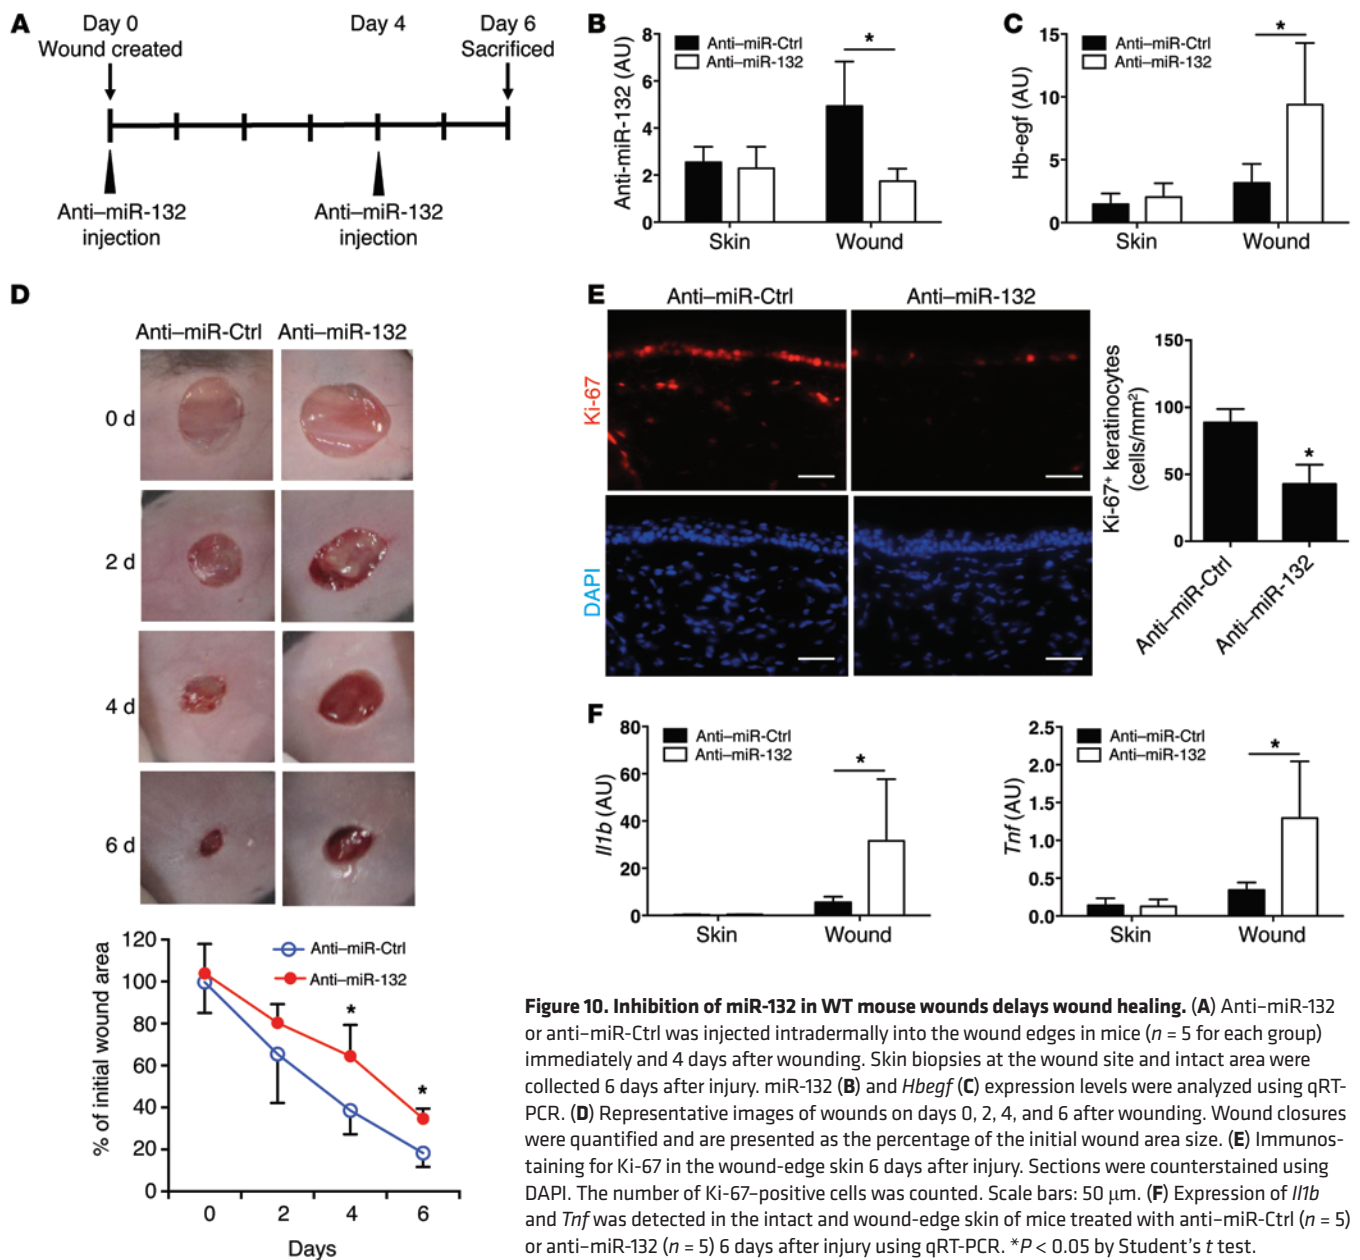 A
Day 0
Wound created
Day 4
Day 6
Sacrificed
Anti–miR-132
injection
Anti–miR-132
injection
B
Anti-miR-132 (AU)
8
6
4
2
0
Anti–miR-Ctrl
Anti–miR-132
*
Skin
Wound
C
Hb-egf (AU)
15
10
5
0
Anti–miR-Ctrl
Anti–miR-132
*
Skin
Wound
D
Anti–miR-Ctrl
Anti–miR-132
0 d
2 d
4 d
6 d
% of initial wound area
120
100
80
60
40
20
0
Anti–miR-Ctrl
Anti–miR-132
*
*
0
2
4
6
Days
E
Anti–miR-Ctrl
Anti–miR-132
Ki-67
DAPI
Ki-67+ keratinocytes
(cells/mm²)
150
100
50
0
*
Anti–miR-Ctrl
Anti–miR-132
F
Il1b (AU)
80
60
40
20
0
Anti–miR-Ctrl
Anti–miR-132
*
Skin
Wound
Tnf (AU)
2.5
2.0
1.5
1.0
0.5
0.0
Anti–miR-Ctrl
Anti–miR-132
*
Skin
Wound
Figure 10. Inhibition of miR-132 in WT mouse wounds delays wound healing. (A) Anti–miR-132
or anti–miR-Ctrl was injected intradermally into the wound edges in mice (n = 5 for each group)
immediately and 4 days after wounding. Skin biopsies at the wound site and intact area were
collected 6 days after injury. miR-132 (B) and Hbegf (C) expression levels were analyzed using qRT-
PCR. (D) Representative images of wounds on days 0, 2, 4, and 6 after wounding. Wound closures
were quantified and are presented as the percentage of the initial wound area size. (E) Immunos-
taining for Ki-67 in the wound-edge skin 6 days after injury. Sections were counterstained using
DAPI. The number of Ki-67–positive cells was counted. Scale bars: 50 μm. (F) Expression of Il1b
and Tnf was detected in the intact and wound-edge skin of mice treated with anti–miR-Ctrl (n = 5)
or anti–miR-132 (n = 5) 6 days after injury using qRT-PCR. *P < 0.05 by Student's t test.